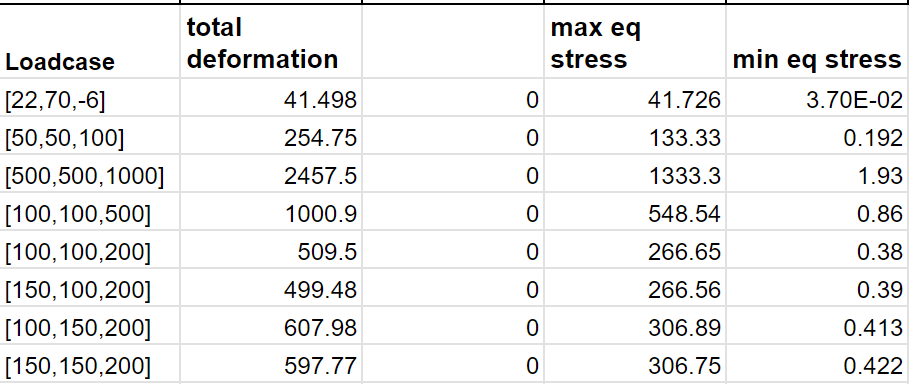 Loadcase total deformation max eq stress min eq stress
[22,70,-6] 41.498 0 41.726 3.70E-02
[50,50,100] 254.75 0 133.33 0.192
[500,500,1000] 2457.5 0 1333.3 1.93
[100,100,500] 1000.9 0 548.54 0.86
[100,100,200] 509.5 0 266.65 0.38
[150,100,200] 499.48 0 266.56 0.39
[100,150,200] 607.98 0 306.89 0.413
[150,150,200] 597.77 0 306.75 0.422